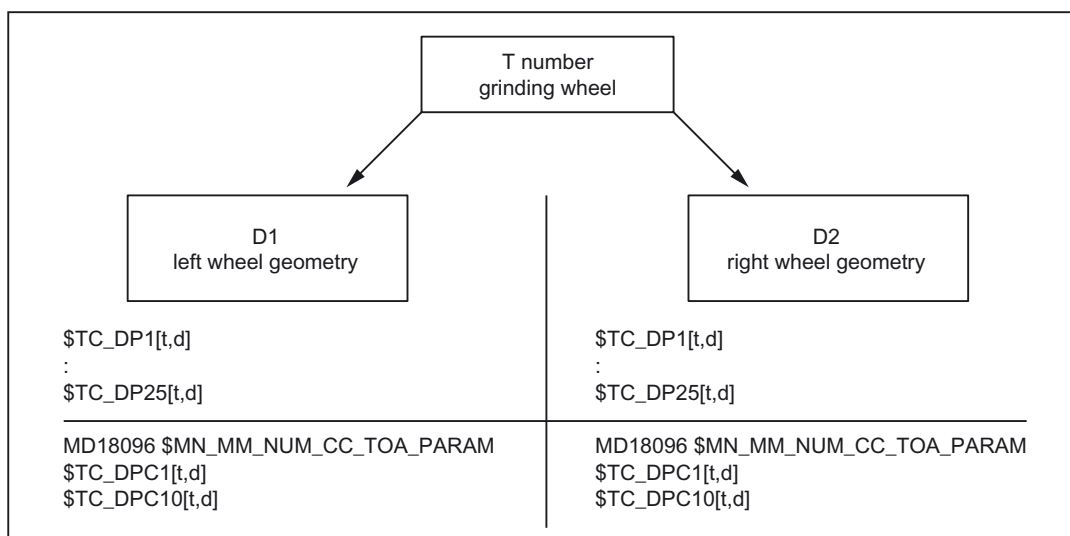 T number
grinding wheel
D1
left wheel geometry
D2
right wheel geometry
$TC_DP1[t,d]
:
$TC_DP25[t,d]
$TC_DP1[t,d]
:
$TC_DP25[t,d]
MD18096 $MN_MM_NUM_CC_TOA_PARAM
$TC_DPC1[t,d]
$TC_DPC10[t,d]
MD18096 $MN_MM_NUM_CC_TOA_PARAM
$TC_DPC1[t,d]
$TC_DPC10[t,d]